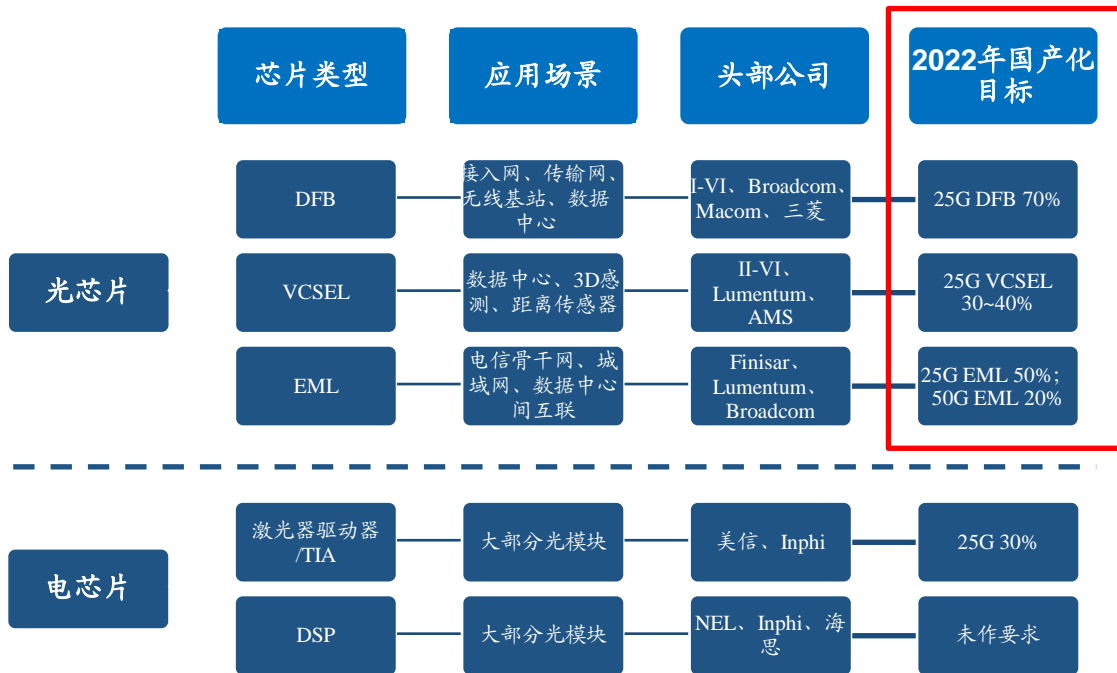 芯片类型
应用场景
头部公司
2022年国产化
目标
光芯片
DFB
接入网、传输网、
无线基站、数据
中心
I-VI、Broadcom、
Macom、三菱
25G DFB 70%
VCSEL
数据中心、3D感
测、距离传感器
II-VI、
Lumentum、
AMS
25G VCSEL
30~40%
EML
电信骨干网、城
域网、数据中心
间互联
Finisar、
Lumentum、
Broadcom
25G EML 50%；
50G EML 20%
电芯片
激光器驱动器
/TIA
大部分光模块
美信、Inphi
25G 30%
DSP
大部分光模块
NEL、Inphi、海
思
未作要求